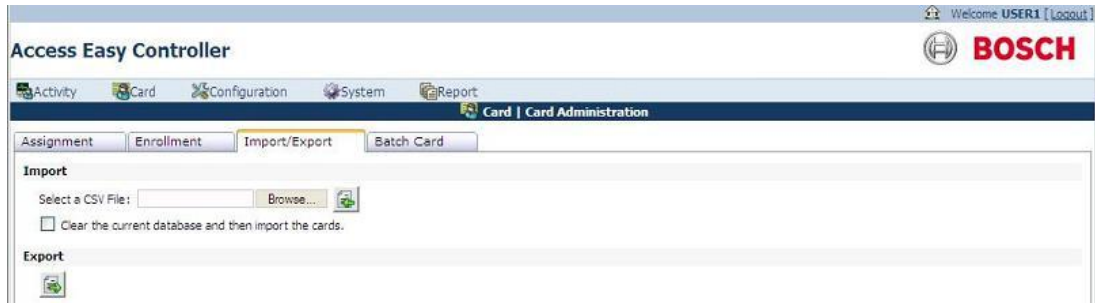 Welcome USER1 [ Logout ]
Access Easy Controller
BOSCH
Activity Card Configuration System Report
Card | Card Administration
Assignment Enrollment Import/Export Batch Card
Import
Select a CSV File: Browse...
Clear the current database and then import the cards.
Export